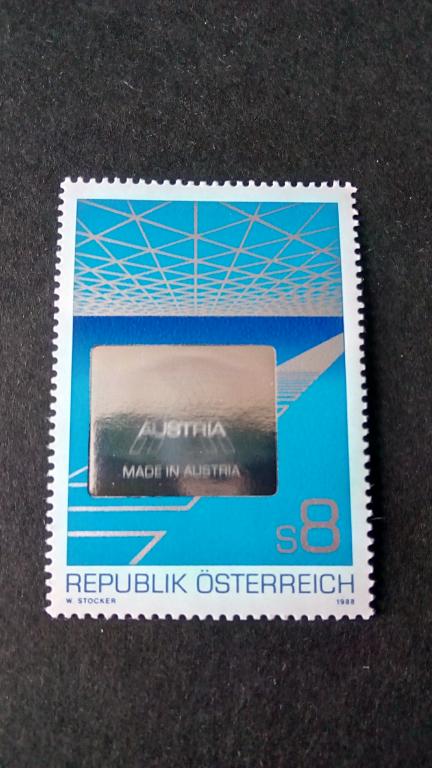 AUSTRIA
MADE IN AUSTRIA
S8
REPUBLIK ÖSTERREICH
W. STOCKER 1988